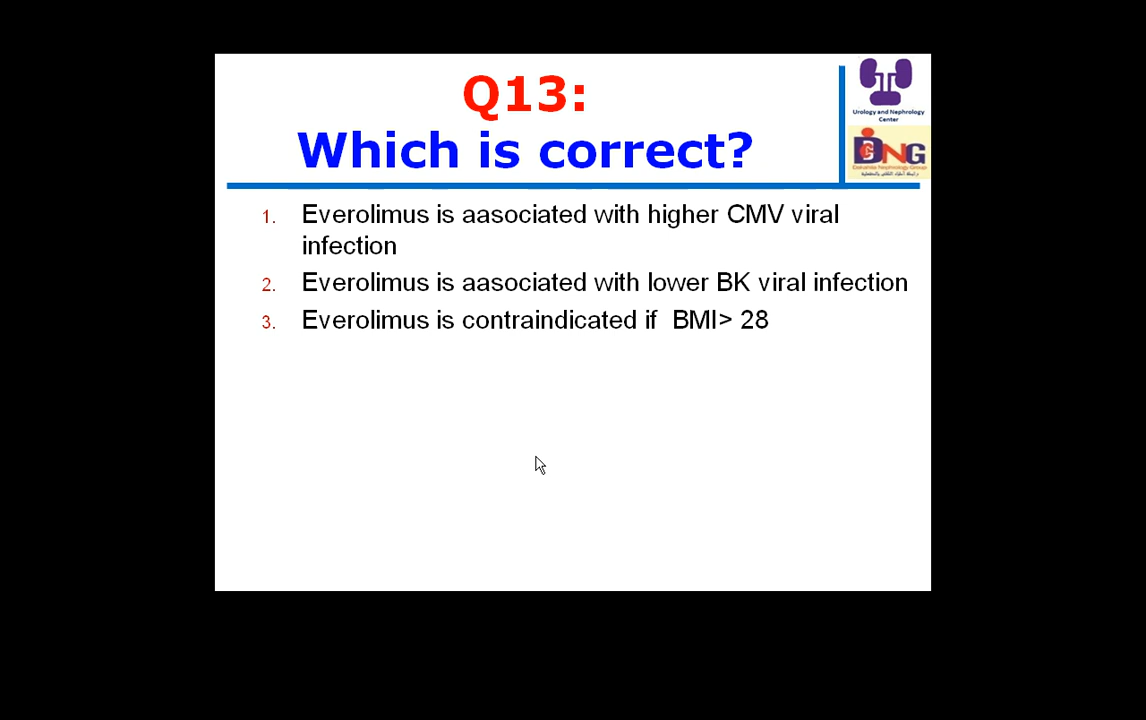 Q13:
Which is correct?
Urology and Nephrology
Center
1. Everolimus is aasociated with higher CMV viral
infection
2. Everolimus is aasociated with lower BK viral infection
3. Everolimus is contraindicated if BMI> 28